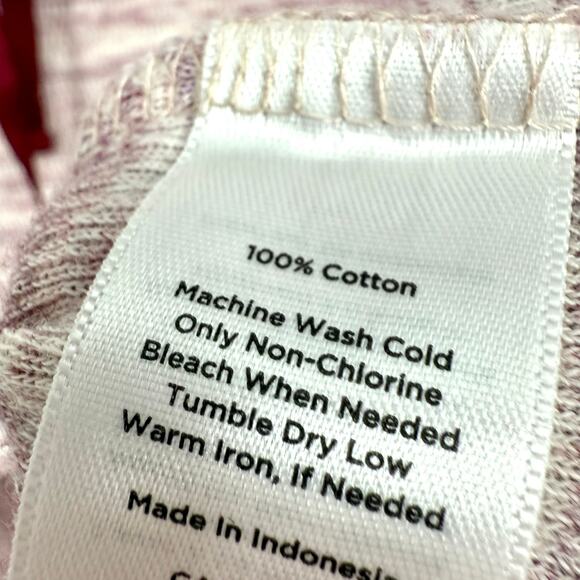 100% Cotton
Machine Wash Cold
Only Non-Chlorine
Bleach When Needed
Tumble Dry Low
Warm Iron, If Needed
Made In Indonesia